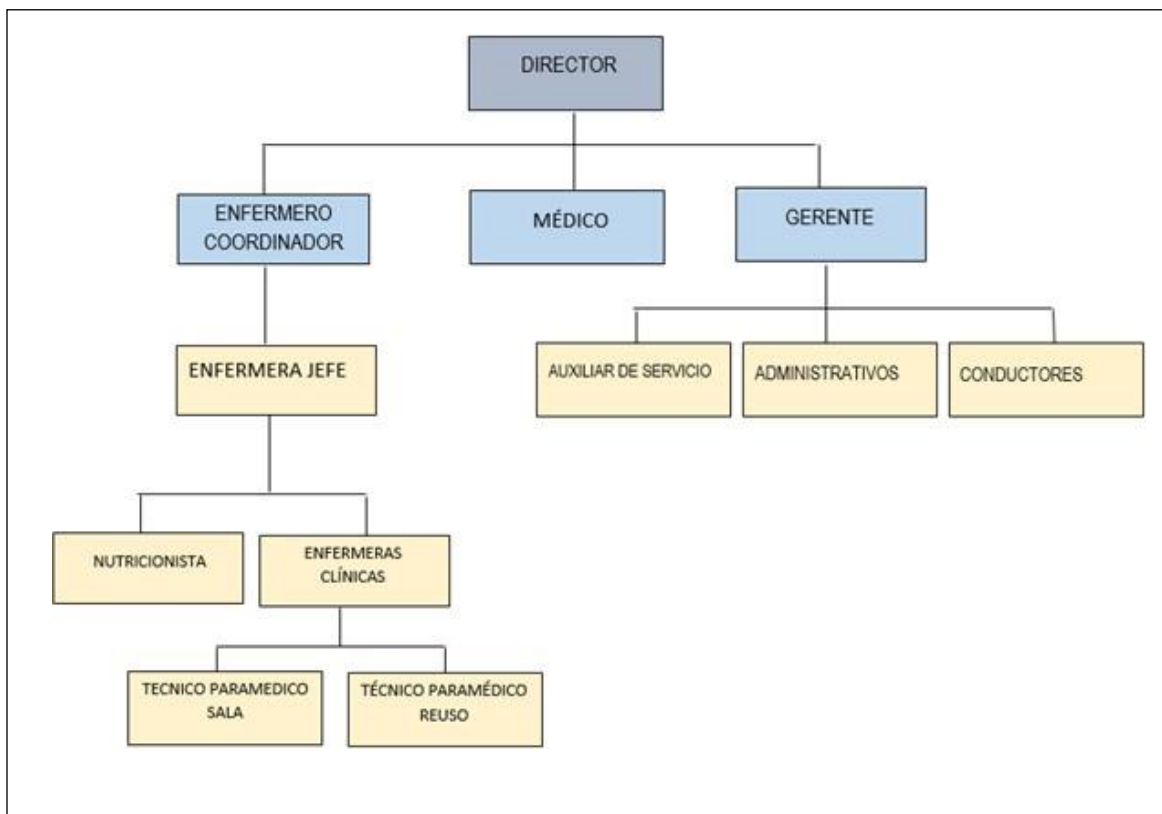 DIRECTOR
ENFERMERO
COORDINADOR
MÉDICO
GERENTE
ENFERMERA JEFE
AUXILIAR DE SERVICIO
ADMINISTRATIVOS
CONDUCTORES
NUTRICIONISTA
ENFERMERAS
CLÍNICAS
TECNICO PARAMEDICO
SALA
TÉCNICO PARAMÉDICO
REUSO